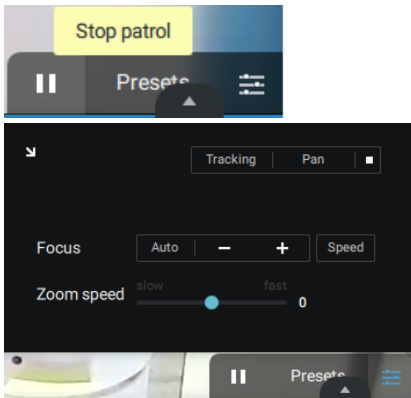 Stop patrol
Presets
Tracking Pan
Focus Auto − + Speed
slow fast
Zoom speed 0
Presets